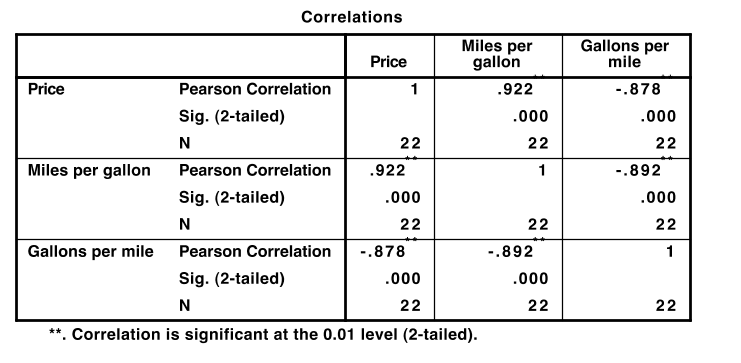 Correlations
Price Miles per gallon Gallons per mile
Price Pearson Correlation 1 .922** -.878**
Sig. (2-tailed) .000 .000
N 22 22 22
Miles per gallon Pearson Correlation .922** 1 -.892**
Sig. (2-tailed) .000 .000
N 22 22 22
Gallons per mile Pearson Correlation -.878** -.892** 1
Sig. (2-tailed) .000 .000
N 22 22 22
**. Correlation is significant at the 0.01 level (2-tailed).